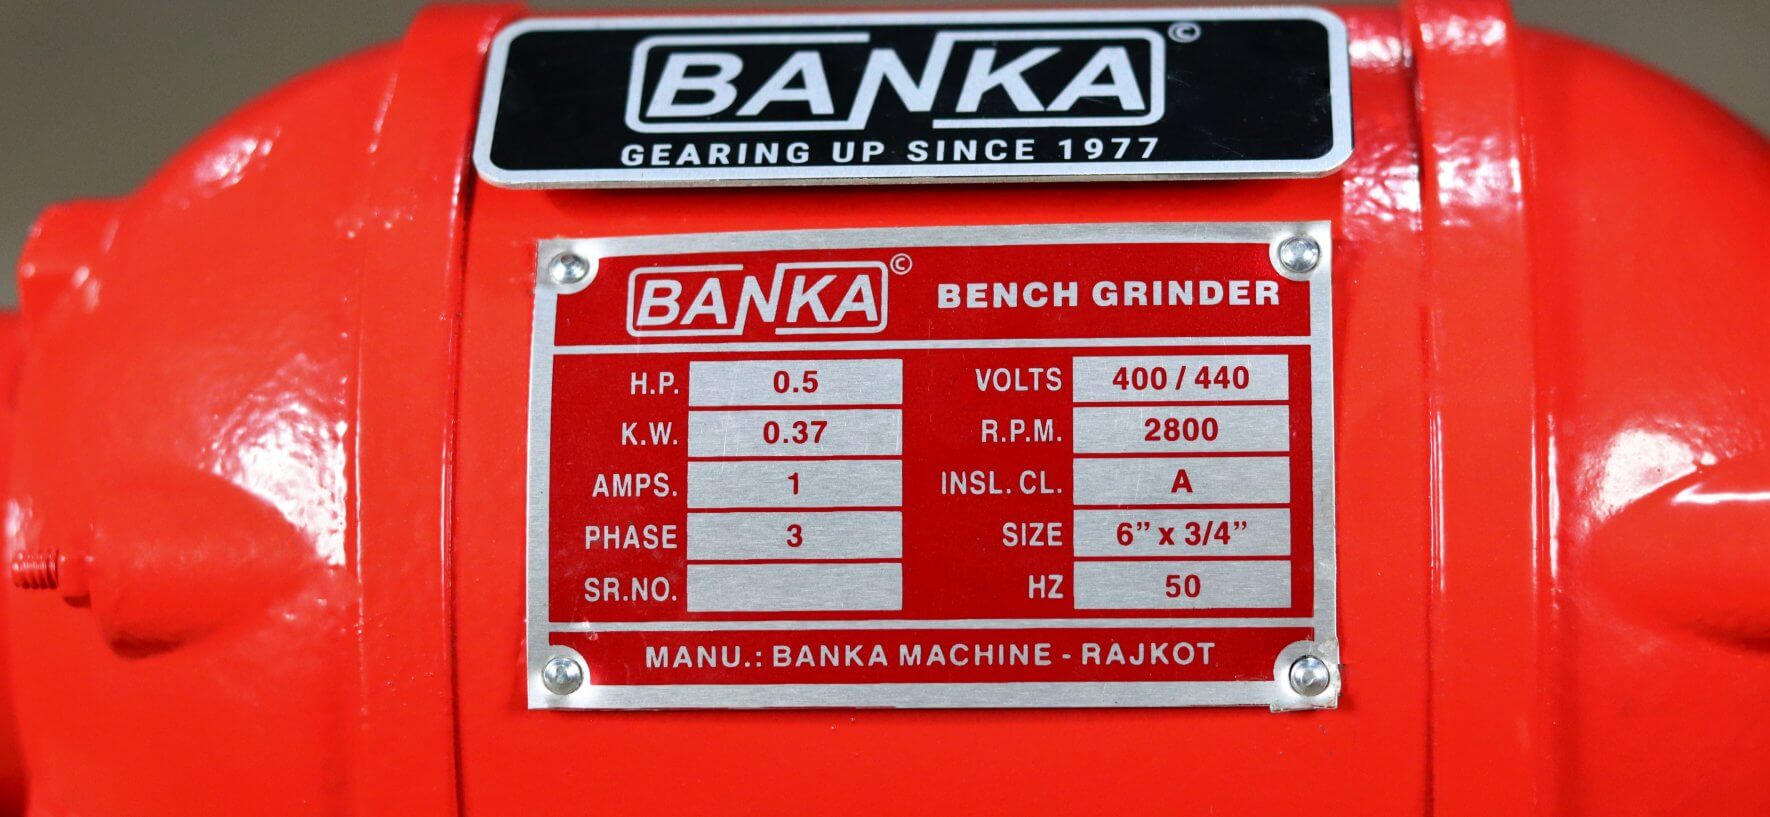 BANKA ©
GEARING UP SINCE 1977
BANKA © BENCH GRINDER
H.P. 0.5 VOLTS 400 / 440
K.W. 0.37 R.P.M. 2800
AMPS. 1 INSL. CL. A
PHASE 3 SIZE 6” x 3/4”
SR.NO. HZ 50
MANU.: BANKA MACHINE - RAJKOT